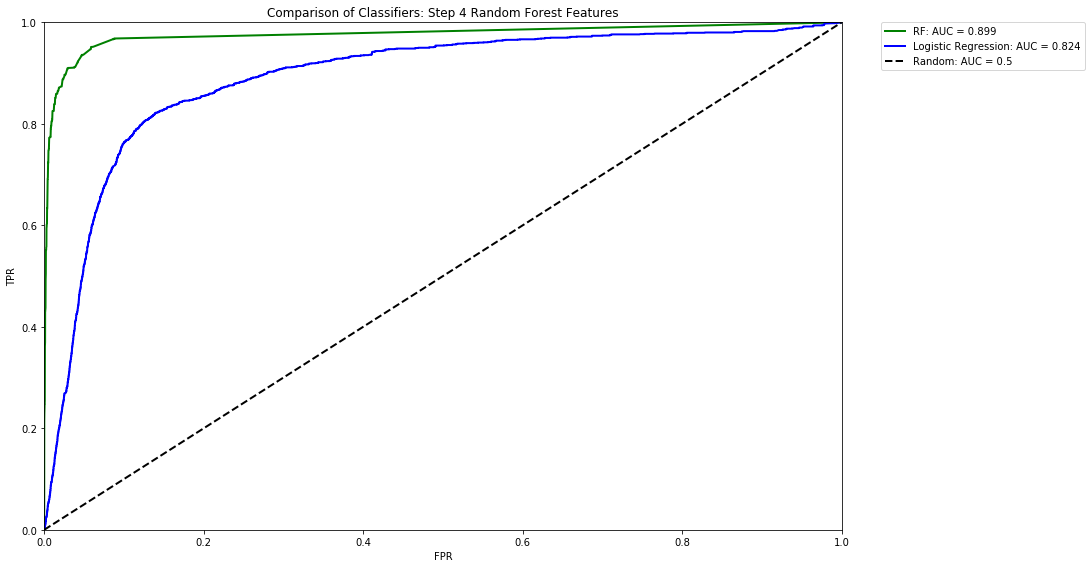 Comparison of Classifiers: Step 4 Random Forest Features
RF: AUC = 0.899
Logistic Regression: AUC = 0.824
Random: AUC = 0.5
1.0
0.8
0.6
0.4
0.2
0.0
TPR
0.0 0.2 0.4 0.6 0.8 1.0
FPR